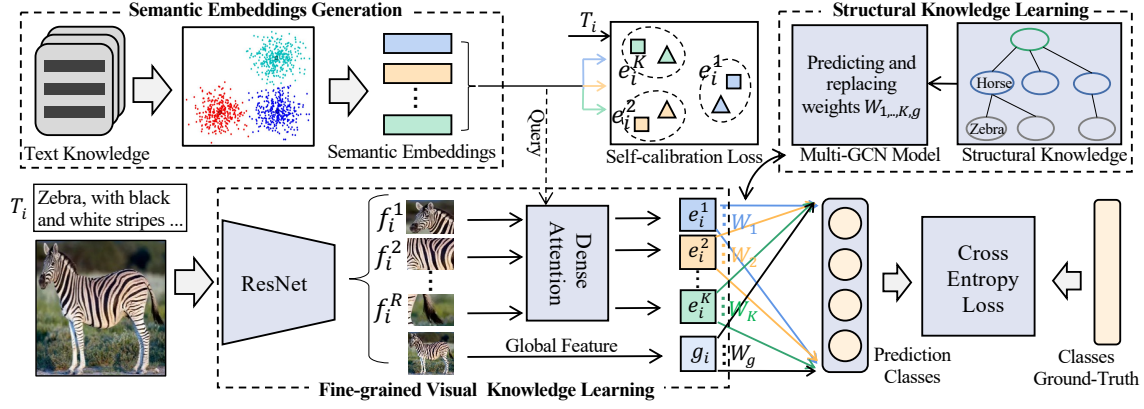 Semantic Embeddings Generation
Text Knowledge
Semantic Embeddings
Query
T_i
e_i^K
e_i^1
e_i^2
Self-calibration Loss
Structural Knowledge Learning
Predicting and
replacing
weights W_{1,..,K,g}
Multi-GCN Model
Horse
Zebra
Structural Knowledge
T_i
Zebra, with black
and white stripes ...
ResNet
f_i^1
f_i^2
f_i^R
Dense
Attention
Global Feature
e_i^1
e_i^2
e_i^K
g_i
W_1
W_2
W_K
W_g
Fine-grained Visual Knowledge Learning
Prediction
Classes
Cross
Entropy
Loss
Classes
Ground-Truth